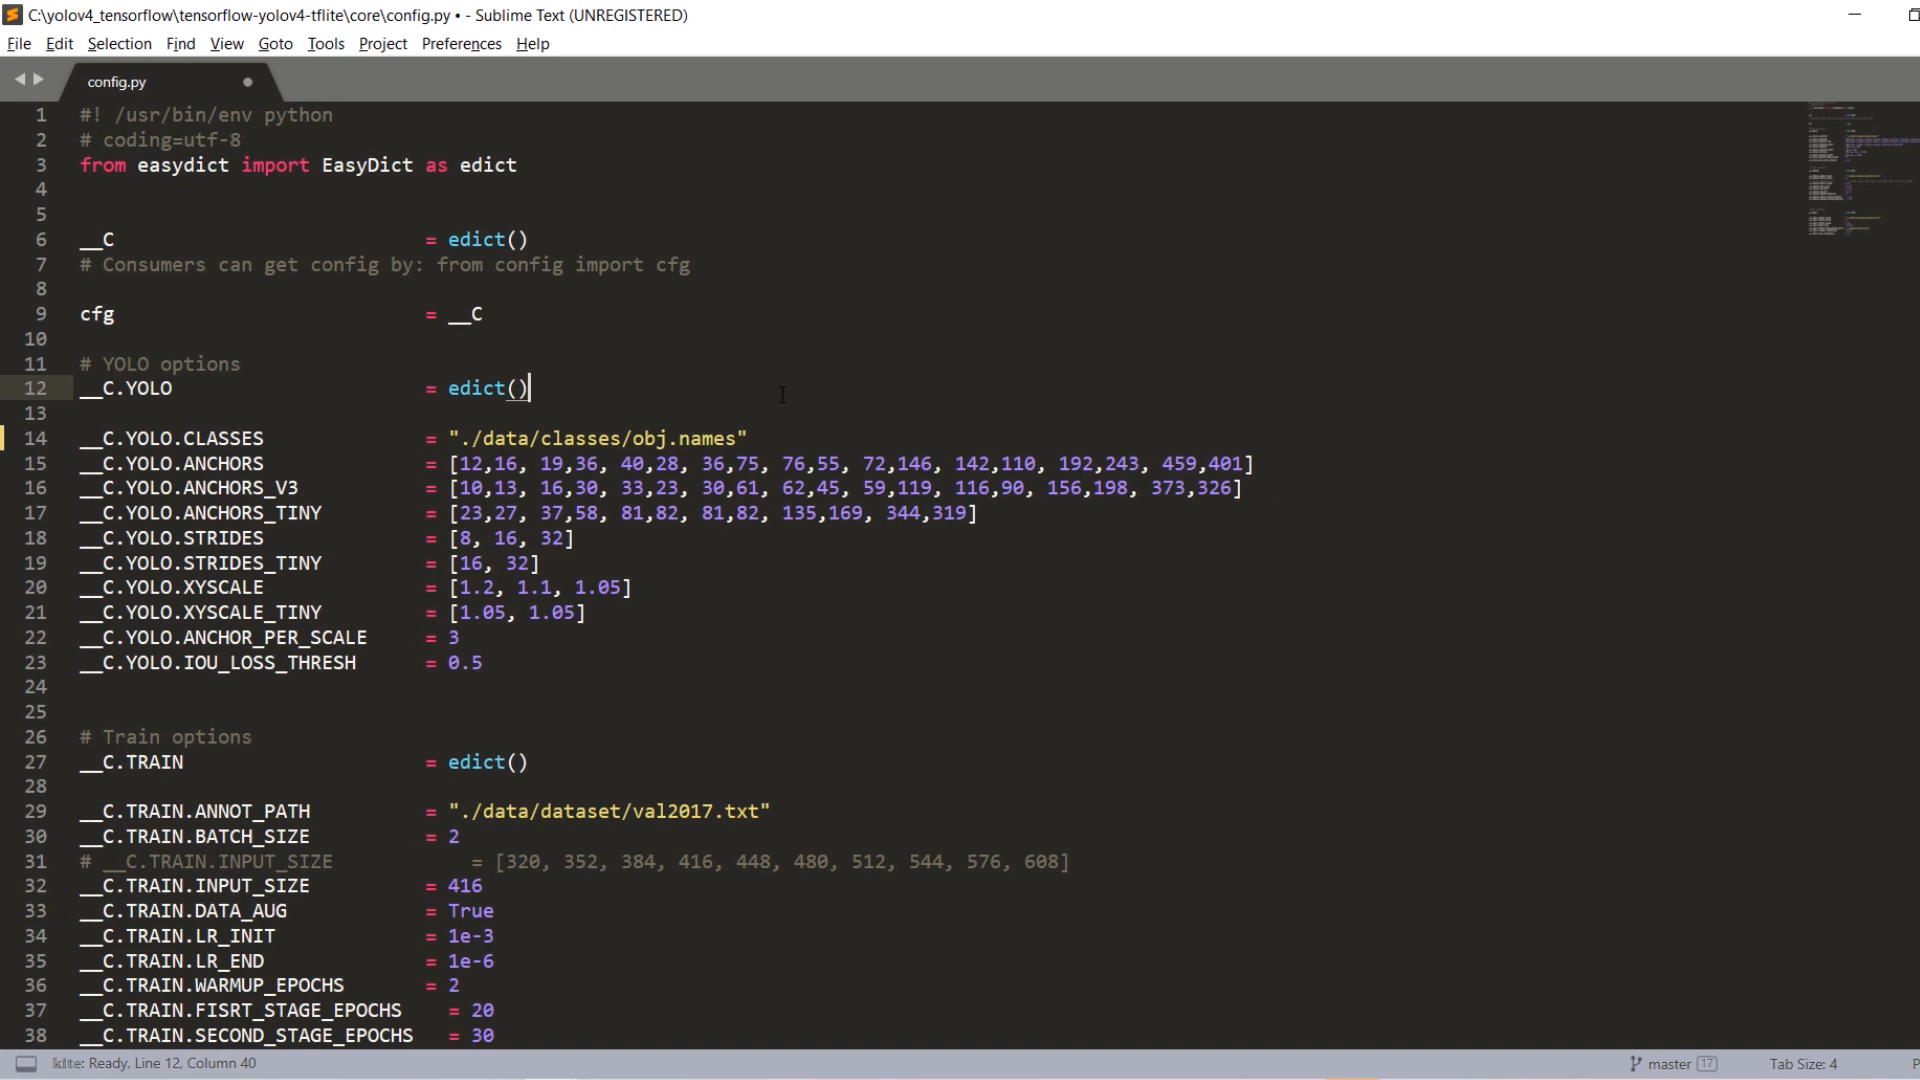 C:\yolov4_tensorflow\tensorflow-yolov4-tflite\core\config.py • - Sublime Text (UNREGISTERED)
File Edit Selection Find View Goto Tools Project Preferences Help
config.py
1 #! /usr/bin/env python
2 # coding=utf-8
3 from easydict import EasyDict as edict
4
5
6 __C = edict()
7 # Consumers can get config by: from config import cfg
8
9 cfg = __C
10
11 # YOLO options
12 __C.YOLO = edict()
13
14 __C.YOLO.CLASSES = "./data/classes/obj.names"
15 __C.YOLO.ANCHORS = [12,16, 19,36, 40,28, 36,75, 76,55, 72,146, 142,110, 192,243, 459,401]
16 __C.YOLO.ANCHORS_V3 = [10,13, 16,30, 33,23, 30,61, 62,45, 59,119, 116,90, 156,198, 373,326]
17 __C.YOLO.ANCHORS_TINY = [23,27, 37,58, 81,82, 81,82, 135,169, 344,319]
18 __C.YOLO.STRIDES = [8, 16, 32]
19 __C.YOLO.STRIDES_TINY = [16, 32]
20 __C.YOLO.XYSCALE = [1.2, 1.1, 1.05]
21 __C.YOLO.XYSCALE_TINY = [1.05, 1.05]
22 __C.YOLO.ANCHOR_PER_SCALE = 3
23 __C.YOLO.IOU_LOSS_THRESH = 0.5
24
25
26 # Train options
27 __C.TRAIN = edict()
28
29 __C.TRAIN.ANNOT_PATH = "./data/dataset/val2017.txt"
30 __C.TRAIN.BATCH_SIZE = 2
31 # __C.TRAIN.INPUT_SIZE = [320, 352, 384, 416, 448, 480, 512, 544, 576, 608]
32 __C.TRAIN.INPUT_SIZE = 416
33 __C.TRAIN.DATA_AUG = True
34 __C.TRAIN.LR_INIT = 1e-3
35 __C.TRAIN.LR_END = 1e-6
36 __C.TRAIN.WARMUP_EPOCHS = 2
37 __C.TRAIN.FISRT_STAGE_EPOCHS = 20
38 __C.TRAIN.SECOND_STAGE_EPOCHS = 30
kite: Ready, Line 12, Column 40 master 17 Tab Size: 4